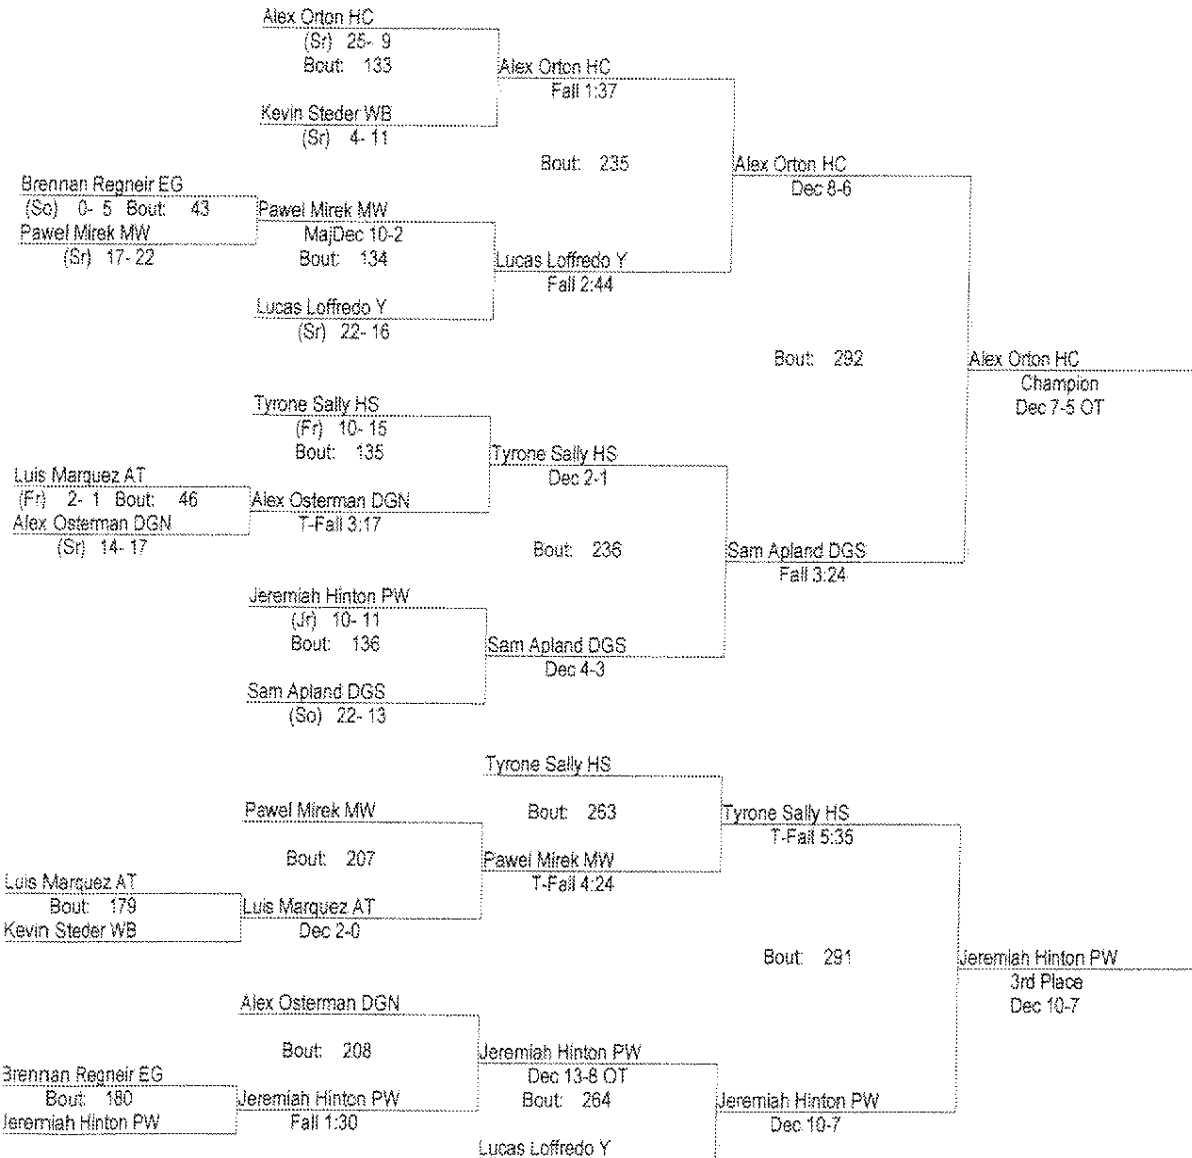 Alex Orton HC
(Sr) 25- 9
Bout: 133
Alex Orton HC
Fall 1:37
Kevin Steder WB
(Sr) 4- 11
Bout: 235
Alex Orton HC
Dec 8-6
Brennan Regneir EG
(So) 0- 5 Bout: 43
Pawel Mirek MW
(Sr) 17- 22
Pawel Mirek MW
MajDec 10-2
Bout: 134
Lucas Loffredo Y
Fall 2:44
Lucas Loffredo Y
(Sr) 22- 16
Bout: 292
Alex Orton HC
Champion
Dec 7-5 OT
Tyrone Sally HS
(Fr) 10- 15
Bout: 135
Tyrone Sally HS
Dec 2-1
Luis Marquez AT
(Fr) 2- 1 Bout: 46
Alex Osterman DGN
(Sr) 14- 17
Alex Osterman DGN
T-Fall 3:17
Bout: 236
Sam Apland DGS
Fall 3:24
Jeremiah Hinton PW
(Jr) 10- 11
Bout: 136
Sam Apland DGS
Dec 4-3
Sam Apland DGS
(So) 22- 13
Tyrone Sally HS
Bout: 263
Tyrone Sally HS
T-Fall 5:35
Pawel Mirek MW
Bout: 207
Pawel Mirek MW
T-Fall 4:24
Luis Marquez AT
Bout: 179
Kevin Steder WB
Luis Marquez AT
Dec 2-0
Bout: 291
Jeremiah Hinton PW
3rd Place
Dec 10-7
Alex Osterman DGN
Bout: 208
Jeremiah Hinton PW
Dec 13-8 OT
Bout: 264
Brennan Regneir EG
Bout: 180
Jeremiah Hinton PW
Jeremiah Hinton PW
Fall 1:30
Jeremiah Hinton PW
Dec 10-7
Lucas Loffredo Y